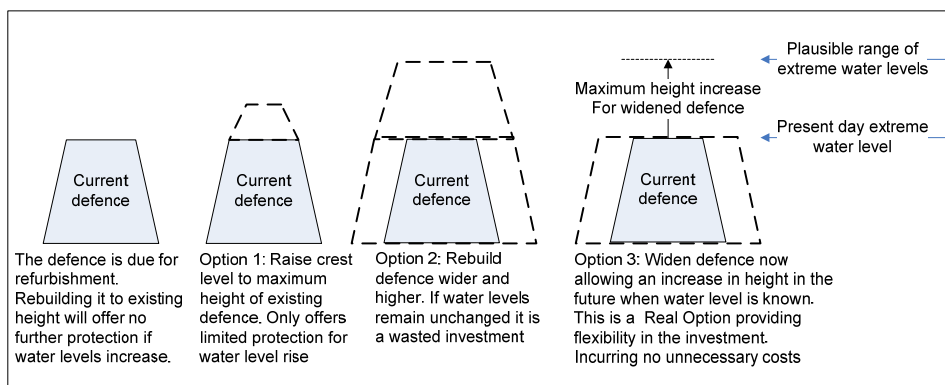 Plausible range of
extreme water levels
Maximum height increase
For widened defence
Present day extreme
water level
Current
defence
Current
defence
Current
defence
Current
defence
The defence is due for
refurbishment.
Rebuilding it to existing
height will offer no
further protection if
water levels increase.
Option 1: Raise crest
level to maximum
height of existing
defence. Only offers
limited protection for
water level rise
Option 2: Rebuild
defence wider and
higher. If water levels
remain unchanged it is
a wasted investment
Option 3: Widen defence now
allowing an increase in height in the
future when water level is known.
This is a Real Option providing
flexibility in the investment.
Incurring no unnecessary costs